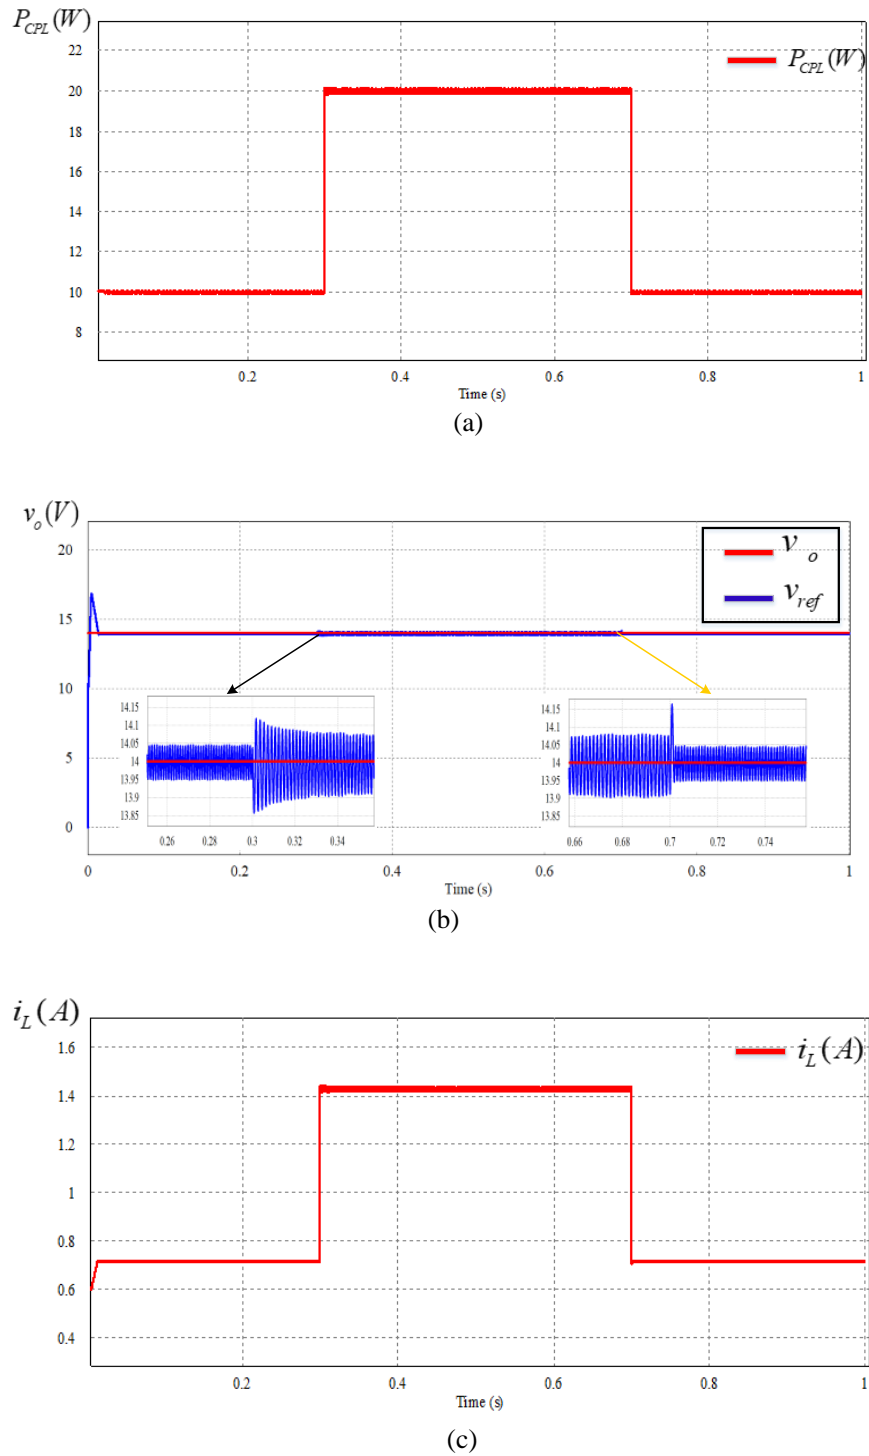 P_CPL(W)
22
20
18
16
14
12
10
8
P_CPL(W)
0.2 0.4 0.6 0.8 1
Time (s)
(a)
v_o(V)
20
15
10
5
0
v_o
v_ref
14.15
14.1
14.05
14
13.95
13.9
13.85
0.26 0.28 0.3 0.32 0.34
14.15
14.1
14.05
14
13.95
13.9
13.85
0.66 0.68 0.7 0.72 0.74
0 0.2 0.4 0.6 0.8 1
Time (s)
(b)
i_L(A)
1.6
1.4
1.2
1
0.8
0.6
0.4
i_L(A)
0.2 0.4 0.6 0.8 1
Time (s)
(c)